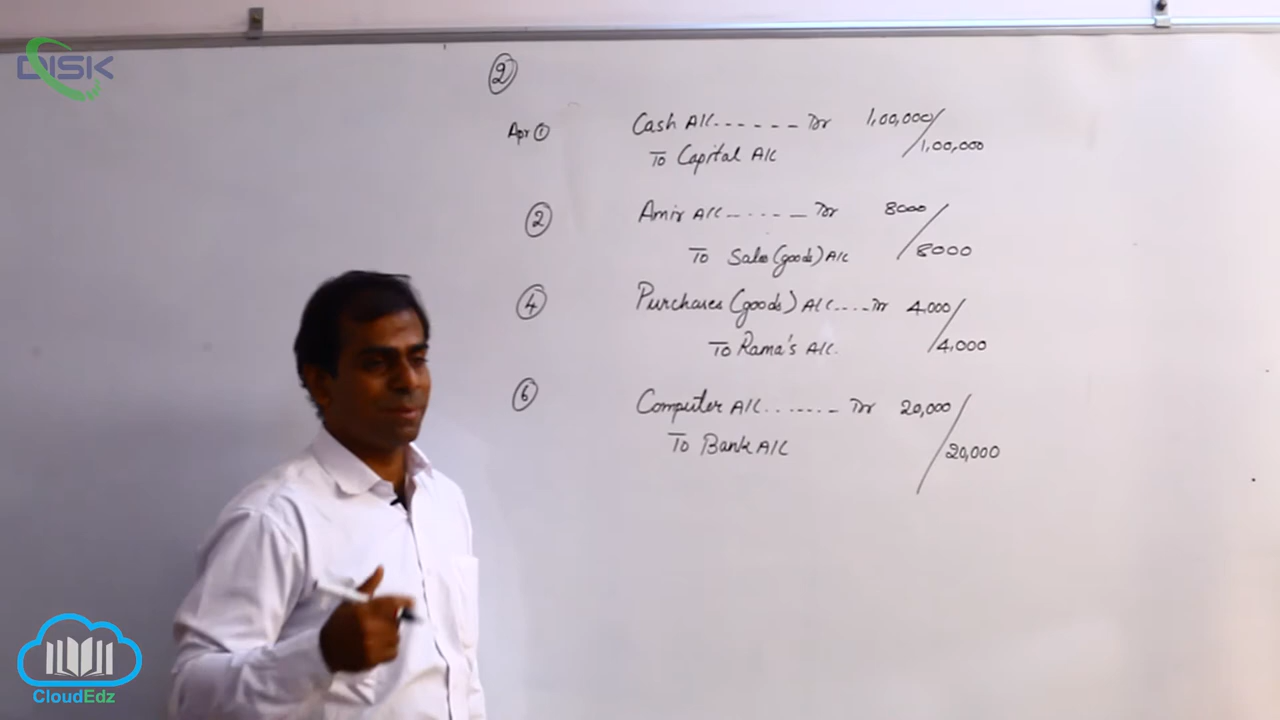 DISK
②
Apr ① Cash A/C ------ Dr 1,00,000/
To Capital A/C /1,00,000
② Amir A/C ------ Dr 8000/
To Sales (goods) A/C /8000
④ Purchases (goods) A/C .... Dr 4,000/
To Rama's A/C. /4,000
⑥ Computer A/C ........ Dr 20,000/
To Bank A/C /20,000
CloudEdz